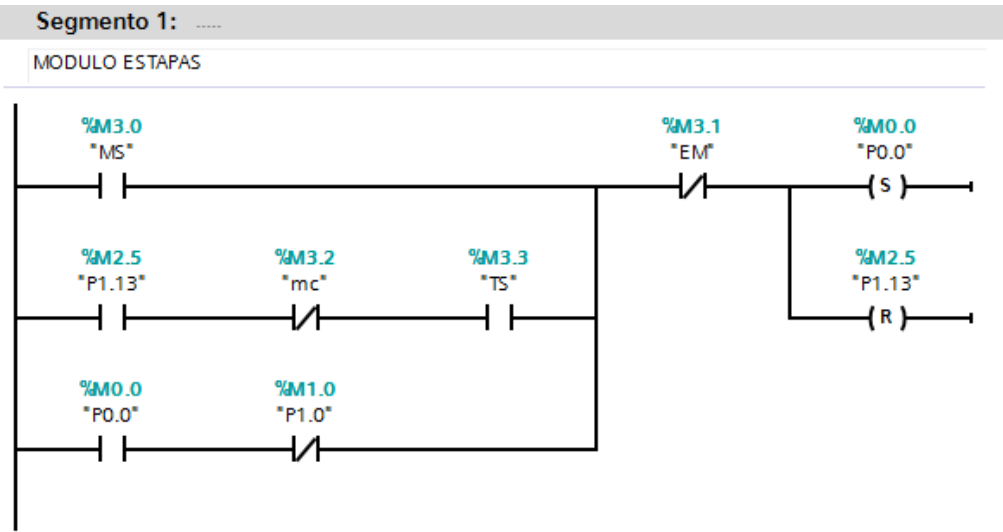 Segmento 1: .....
MODULO ESTAPAS
%M3.0 %M3.1 %M0.0
"MS" "EM" "P0.0"
S
%M2.5 %M3.2 %M3.3 %M2.5
"P1.13" "mc" "TS" "P1.13"
R
%M0.0 %M1.0
"P0.0" "P1.0"